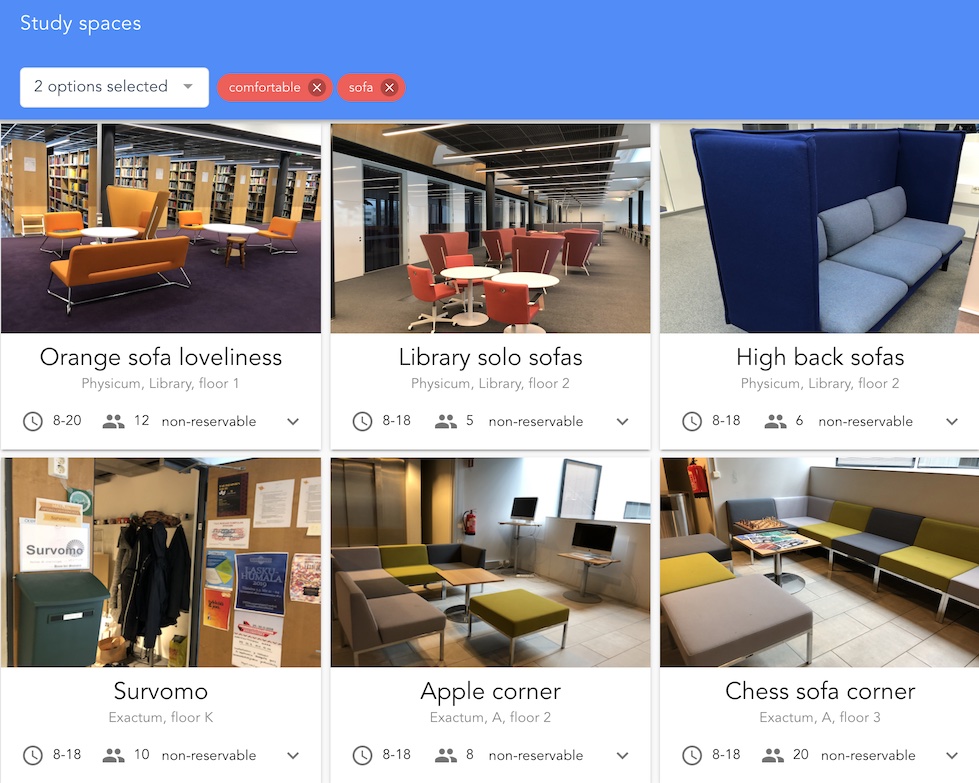 Study spaces
2 options selected
comfortable
sofa
Orange sofa loveliness
Physicum, Library, floor 1
8-20 12 non-reservable
Library solo sofas
Physicum, Library, floor 2
8-18 5 non-reservable
High back sofas
Physicum, Library, floor 2
8-18 6 non-reservable
Survomo
LASKU-
HUMALA
2019
Survomo
Exactum, floor K
8-18 10 non-reservable
Apple corner
Exactum, A, floor 2
8-18 8 non-reservable
Chess sofa corner
Exactum, A, floor 3
8-18 20 non-reservable